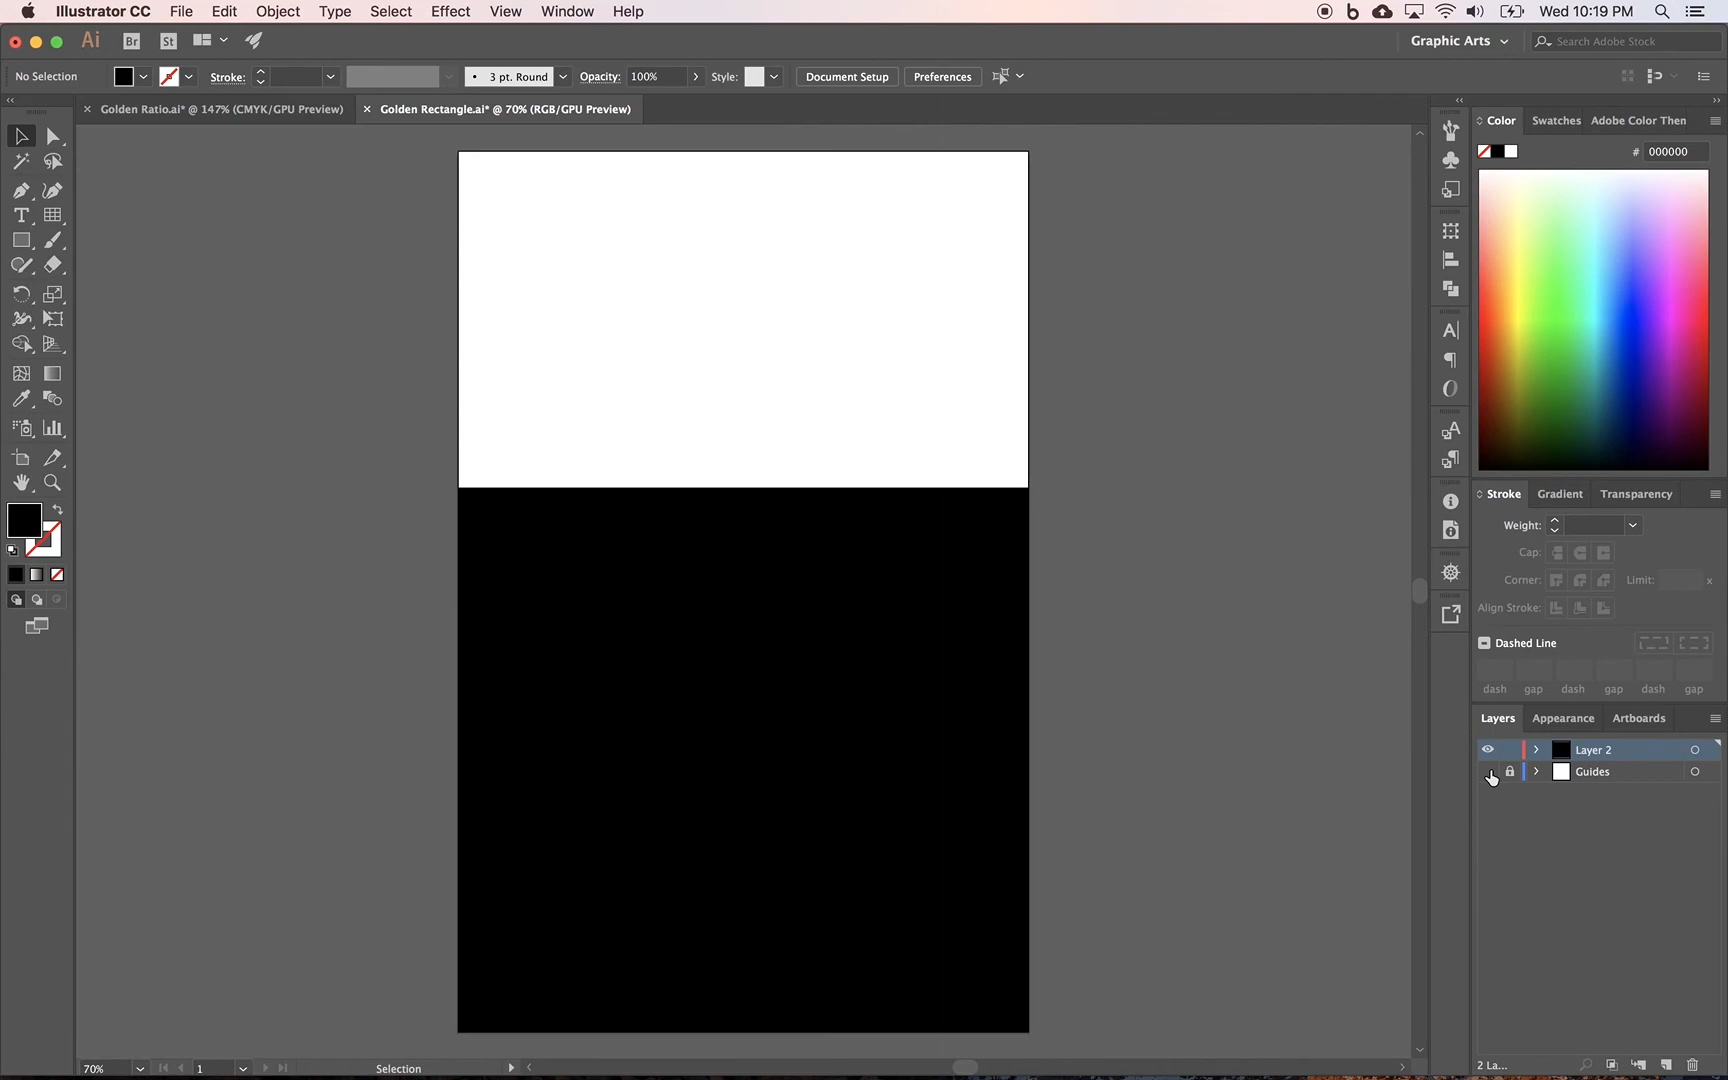 Illustrator CC File Edit Object Type Select Effect View Window Help Wed 10:19 PM
Ai Br St Graphic Arts Search Adobe Stock
No Selection Stroke: 3 pt. Round Opacity: 100% Style: Document Setup Preferences
Golden Ratio.ai* @ 147% (CMYK/GPU Preview) Golden Rectangle.ai* @ 70% (RGB/GPU Preview)
Color Swatches Adobe Color Then
# 000000
Stroke Gradient Transparency
Weight:
Cap:
Corner: Limit: x
Align Stroke:
Dashed Line
dash gap dash gap dash gap
Layers Appearance Artboards
Layer 2
Guides
70% 1 Selection 2 La...